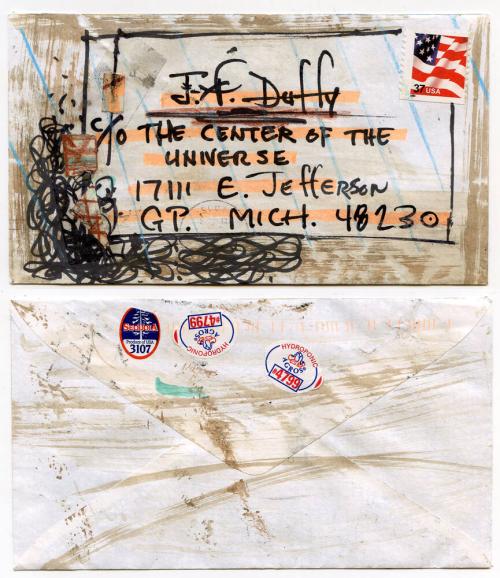 37 USA
J.F. Duffy
C/O THE CENTER OF THE
UNIVERSE
17111 E. JEFFERSON
GP. MICH. 48230
SEQUOIA
Product of USA
3107
#4799
HYDROPONIC
HYDROPONIC
#4799